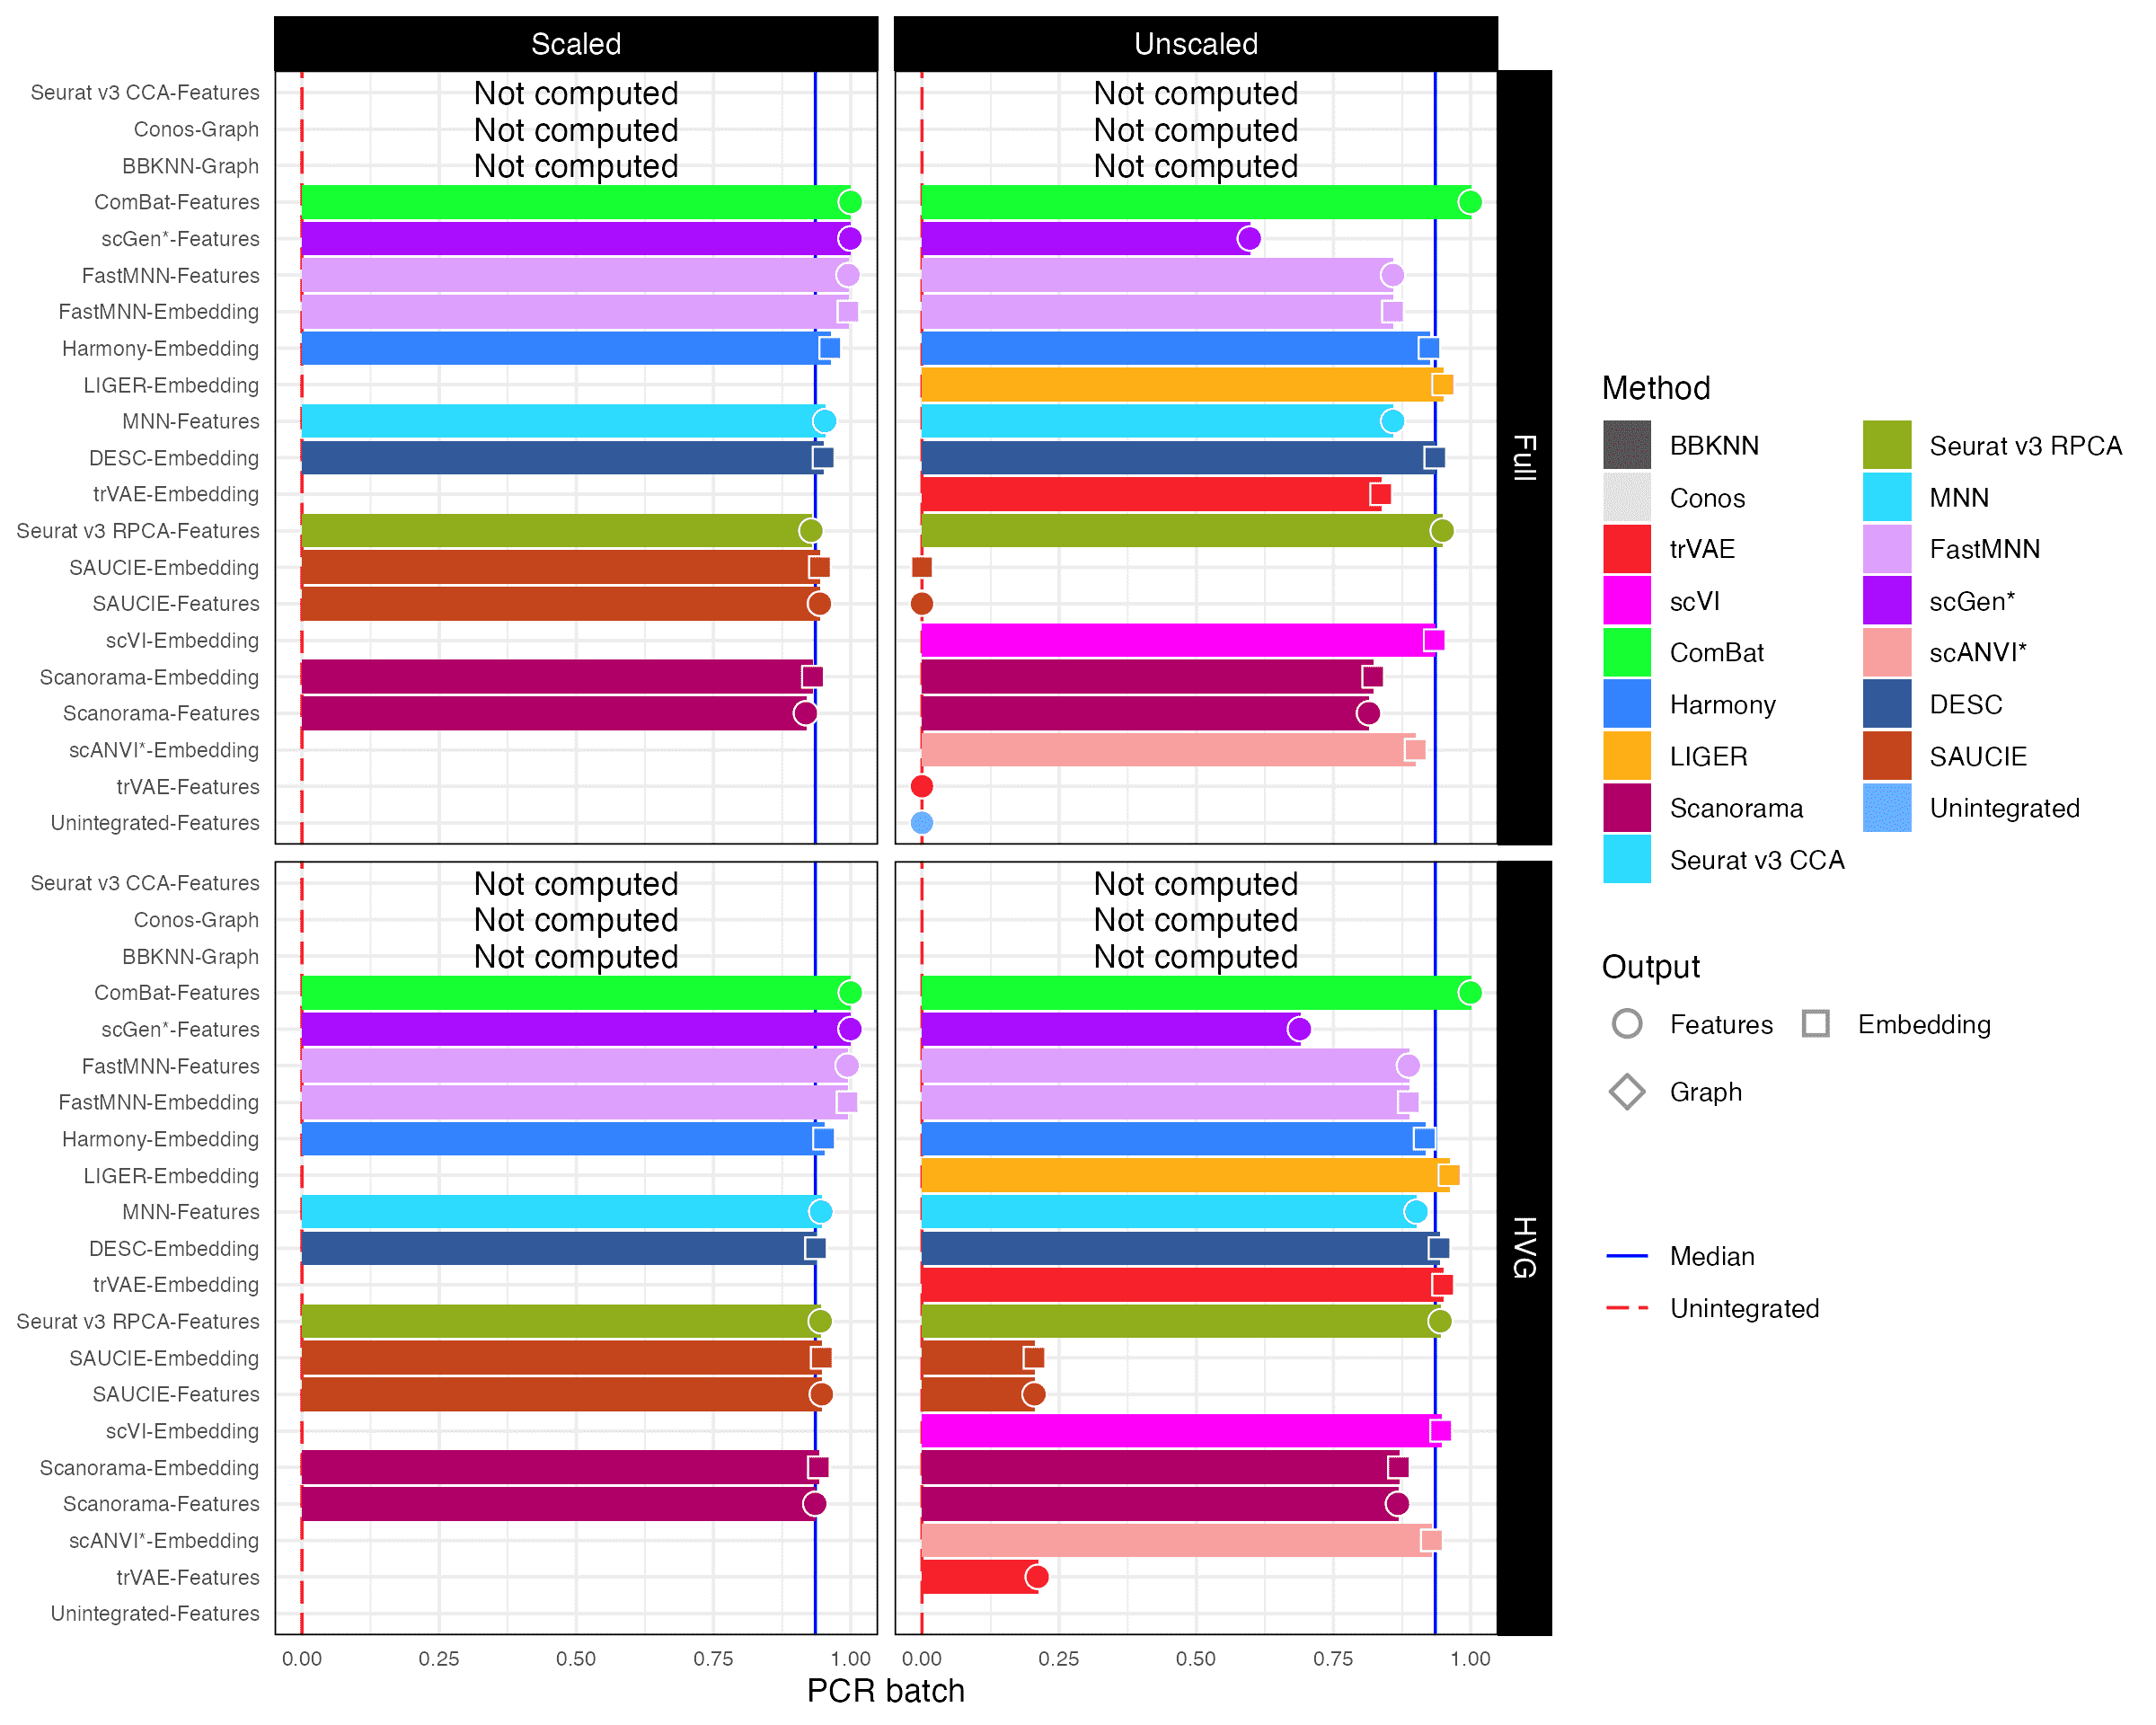 Scaled
Unscaled
Seurat v3 CCA-Features
Conos-Graph
BBKNN-Graph
ComBat-Features
scGen*-Features
FastMNN-Features
FastMNN-Embedding
Harmony-Embedding
LIGER-Embedding
MNN-Features
DESC-Embedding
trVAE-Embedding
Seurat v3 RPCA-Features
SAUCIE-Embedding
SAUCIE-Features
scVI-Embedding
Scanorama-Embedding
Scanorama-Features
scANVI*-Embedding
trVAE-Features
Unintegrated-Features
Not computed
Not computed
Not computed
Not computed
Not computed
Not computed
Full
Seurat v3 CCA-Features
Conos-Graph
BBKNN-Graph
ComBat-Features
scGen*-Features
FastMNN-Features
FastMNN-Embedding
Harmony-Embedding
LIGER-Embedding
MNN-Features
DESC-Embedding
trVAE-Embedding
Seurat v3 RPCA-Features
SAUCIE-Embedding
SAUCIE-Features
scVI-Embedding
Scanorama-Embedding
Scanorama-Features
scANVI*-Embedding
trVAE-Features
Unintegrated-Features
Not computed
Not computed
Not computed
Not computed
Not computed
Not computed
HVG
0.00 0.25 0.50 0.75 1.00
0.00 0.25 0.50 0.75 1.00
PCR batch
Method
BBKNN
Conos
trVAE
scVI
ComBat
Harmony
LIGER
Scanorama
Seurat v3 CCA
Seurat v3 RPCA
MNN
FastMNN
scGen*
scANVI*
DESC
SAUCIE
Unintegrated
Output
Features
Embedding
Graph
Median
Unintegrated